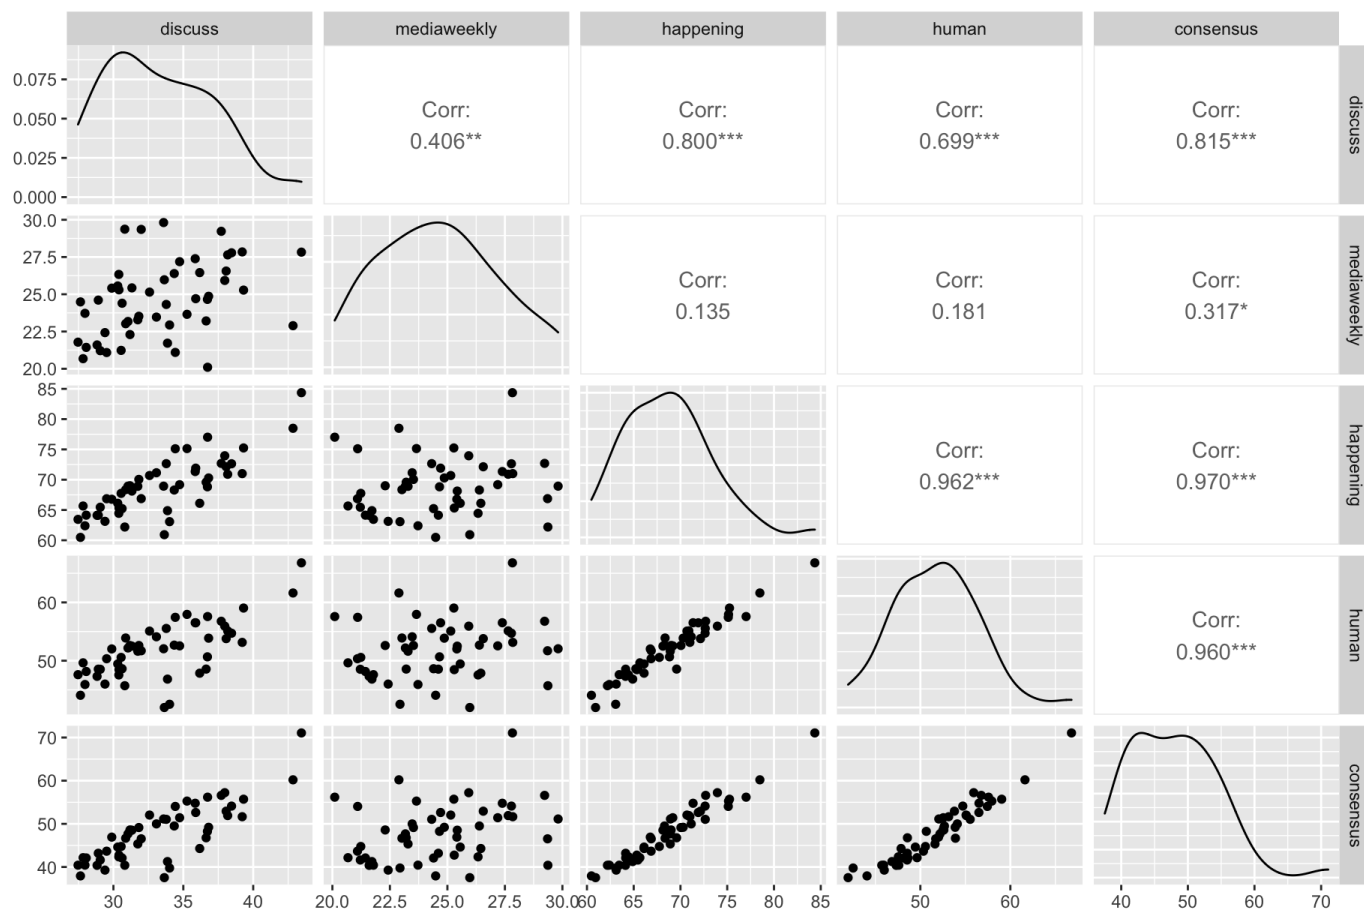 discuss
mediaweekly
happening
human
consensus
0.075
0.050
0.025
0.000
Corr:
0.406**
Corr:
0.800***
Corr:
0.699***
Corr:
0.815***
discuss
30.0
27.5
25.0
22.5
20.0
Corr:
0.135
Corr:
0.181
Corr:
0.317*
mediaweekly
85
80
75
70
65
60
Corr:
0.962***
Corr:
0.970***
happening
60
50
Corr:
0.960***
human
70
60
50
40
consensus
30
35
40
20.0
22.5
25.0
27.5
30.0
60
65
70
75
80
85
50
60
40
50
60
70